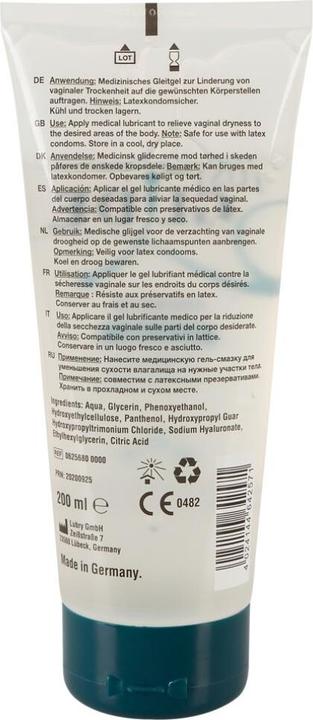 LOT
DE Anwendung: Medizinisches Gleitgel zur Linderung von
vaginaler Trockenheit auf die gewünschten Körperstellen
auftragen. Hinweis: Latexkondomsicher.
Kühl und trocken lagern.
GB Use: Apply medical lubricant to relieve vaginal dryness to
the desired areas of the body. Note: Safe for use with latex
condoms. Store in a cool, dry place.
DK Anvendelse: Medicinsk glidecreme mod tørhed i skeden
påføres de ønskede kropsdele. Bemærk: Kan bruges med
latexkondomer. Opbevares køligt og tørt.
ES Aplicación: Aplicar el gel lubricante médico en las partes
del cuerpo deseadas para aliviar la sequedad vaginal.
Advertencia: Compatible con preservativos de látex.
Almacenar en un lugar fresco y seco.
NL Gebruik: Medische glijgel voor de verzachting van vaginale
droogheid op de gewenste lichaamspunten aanbrengen.
Opmerking: Veilig voor latex condooms.
Koel en droog bewaren.
FR Utilisation: Appliquer le gel lubrifiant médical contre la
sécheresse vaginale sur les endroits du corps désirés.
Remarque : Résiste aux préservatifs en latex.
Conserver au frais et au sec.
IT Uso: Applicare il gel lubrificante medico per la riduzione
della secchezza vaginale sulle parti del corpo desiderate.
Avviso: Compatibile con preservativi in lattice.
Conservare in un luogo fresco e asciutto.
RU Применение: Нанесите медицинскую гель-смазку для
уменьшения сухости влагалища на нужные участки тела.
Примечание: совместим с латексными презервативами.
Хранить в прохладном и сухом месте.
Ingredients: Aqua, Glycerin, Phenoxyethanol,
Hydroxyethylcellulose, Panthenol, Hydroxypropyl Guar
Hydroxypropyltrimonium Chloride, Sodium Hyaluronate,
Ethylhexylglycerin, Citric Acid
REF 0625680 0000
PRN: 20200925
200 ml e
CE 0482
Lubry GmbH
Zeißstraße 7
23560 Lübeck, Germany
Made in Germany.
4024144642571